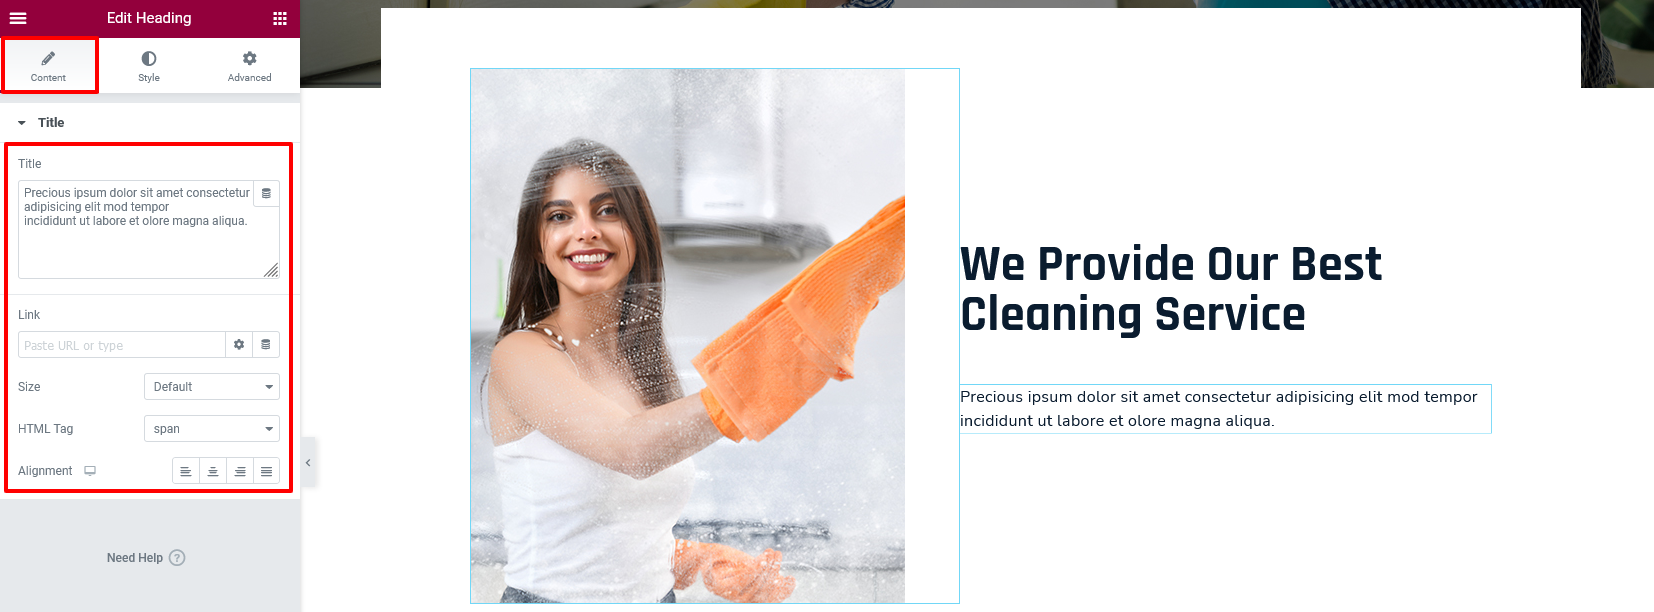 Edit Heading
Content Style Advanced
Title
Title
Precious ipsum dolor sit amet consectetur
adipisicing elit mod tempor
incididunt ut labore et olore magna aliqua.
Link
Paste URL or type
Size Default
HTML Tag span
Alignment
Need Help ?
We Provide Our Best
Cleaning Service
Precious ipsum dolor sit amet consectetur adipisicing elit mod tempor
incididunt ut labore et olore magna aliqua.